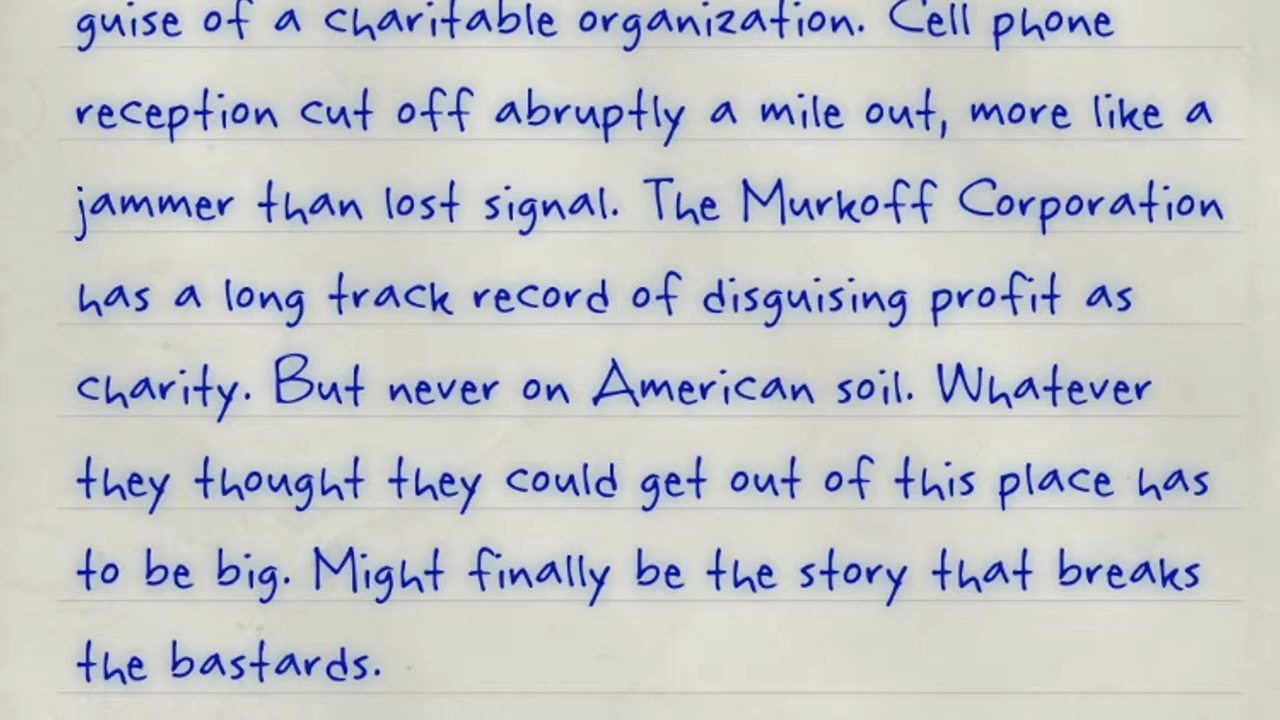 guise of a charitable organization. Cell phone
reception cut off abruptly a mile out, more like a
jammer than lost signal. The Murkoff Corporation
has a long track record of disguising profit as
charity. But never on American soil. Whatever
they thought they could get out of this place has
to be big. Might finally be the story that breaks
the bastards.